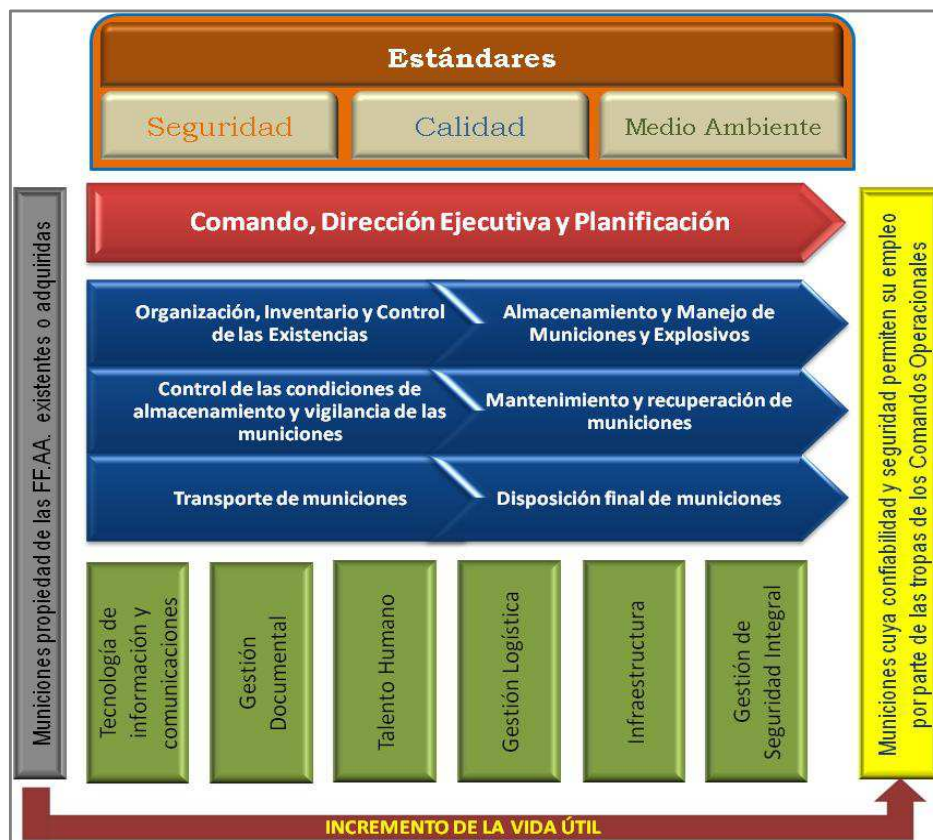 Estándares
Seguridad
Calidad
Medio Ambiente
Municiones propiedad de las FF.AA. existentes o adquiridas
Comando, Dirección Ejecutiva y Planificación
Organización, Inventario y Control
de las Existencias
Almacenamiento y Manejo de
Municiones y Explosivos
Control de las condiciones de
almacenamiento y vigilancia de las
municiones
Mantenimiento y recuperación de
municiones
Transporte de municiones
Disposición final de municiones
Tecnología de
información y
comunicaciones
Gestión
Documental
Talento Humano
Gestión Logística
Infraestructura
Gestión de
Seguridad Integral
Municiones cuya confiabilidad y seguridad permiten su empleo
por parte de las tropas de los Comandos Operacionales
INCREMENTO DE LA VIDA ÚTIL